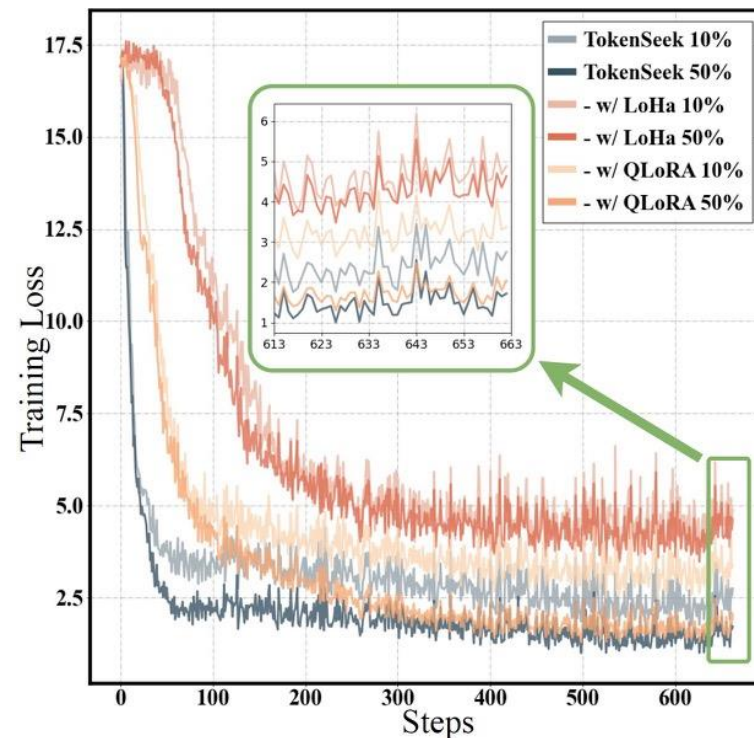 17.5
15.0
12.5
10.0
7.5
5.0
2.5
Training Loss
TokenSeek 10%
TokenSeek 50%
- w/ LoHa 10%
- w/ LoHa 50%
- w/ QLoRA 10%
- w/ QLoRA 50%
6
5
4
3
2
1
613 623 633 643 653 663
0 100 200 300 400 500 600
Steps